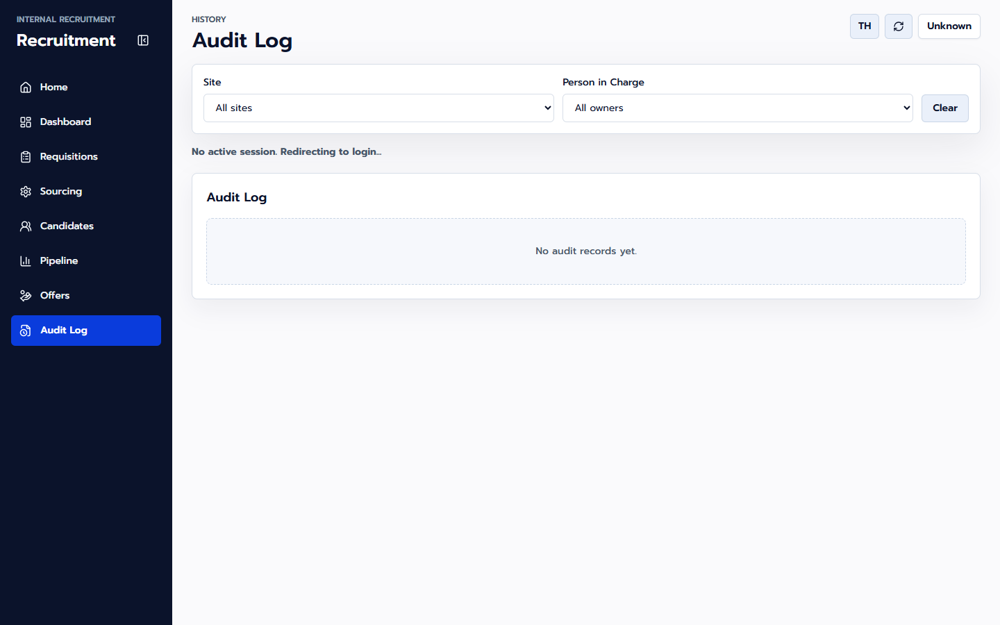 INTERNAL RECRUITMENT
Recruitment
Home
Dashboard
Requisitions
Sourcing
Candidates
Pipeline
Offers
Audit Log
HISTORY
Audit Log
TH
Unknown
Site
All sites
Person in Charge
All owners
Clear
No active session. Redirecting to login...
Audit Log
No audit records yet.